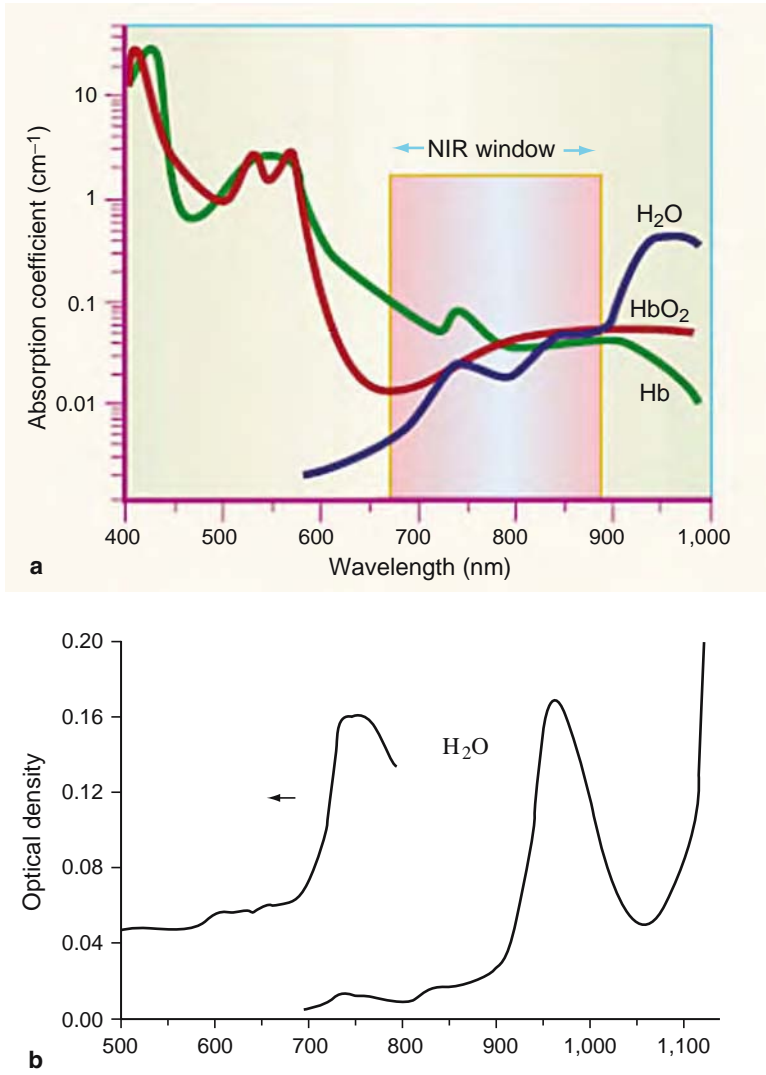 10
1
0.1
0.01
Absorption coefficient (cm⁻¹)
NIR window
H₂O
HbO₂
Hb
400 500 600 700 800 900 1,000
Wavelength (nm)
a
0.20
0.16
0.12
0.08
0.04
0.00
Optical density
H₂O
500 600 700 800 900 1,000 1,100
b